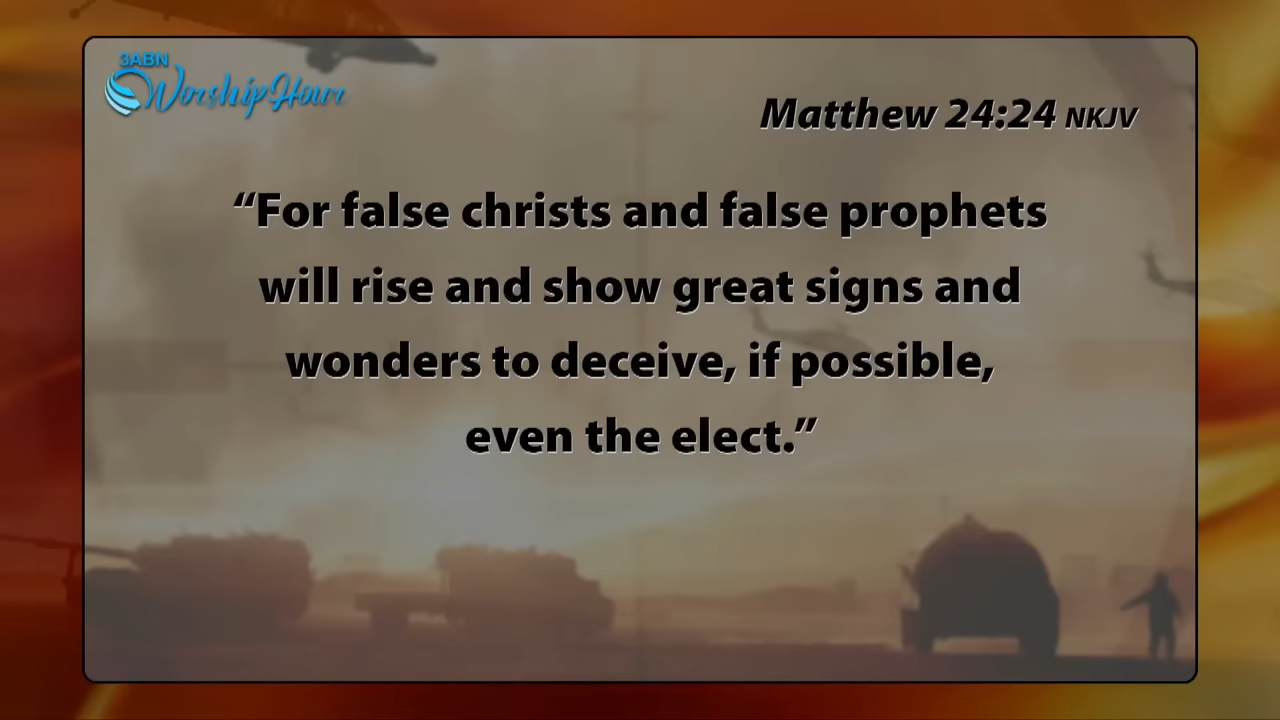 3ABN
Worship Hour
Matthew 24:24 NKJV
“For false christs and false prophets
will rise and show great signs and
wonders to deceive, if possible,
even the elect.”